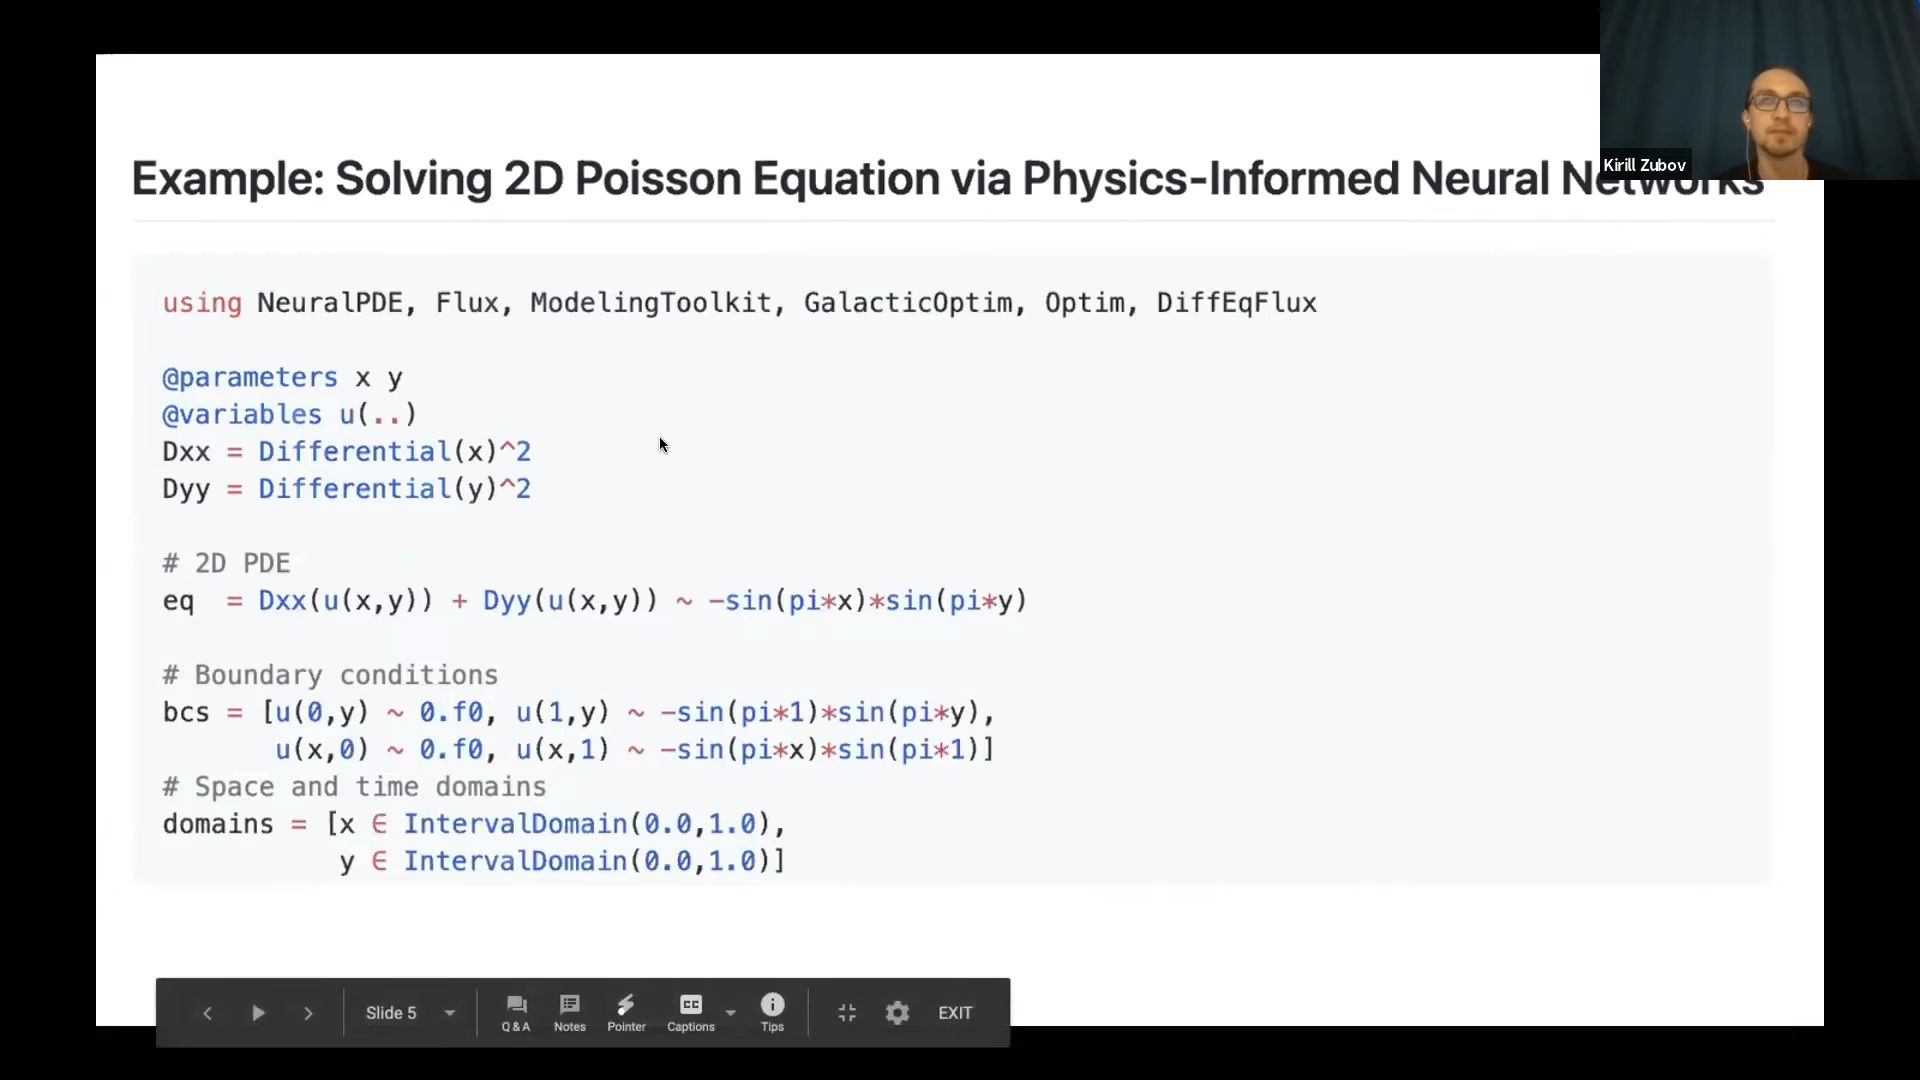 Kirill Zubov
Example: Solving 2D Poisson Equation via Physics-Informed Neural Networks
using NeuralPDE, Flux, ModelingToolkit, GalacticOptim, Optim, DiffEqFlux
@parameters x y
@variables u(..)
Dxx = Differential(x)^2
Dyy = Differential(y)^2
# 2D PDE
eq  = Dxx(u(x,y)) + Dyy(u(x,y)) ~ -sin(pi*x)*sin(pi*y)
# Boundary conditions
bcs = [u(0,y) ~ 0.f0, u(1,y) ~ -sin(pi*1)*sin(pi*y),
       u(x,0) ~ 0.f0, u(x,1) ~ -sin(pi*x)*sin(pi*1)]
# Space and time domains
domains = [x ∈ IntervalDomain(0.0,1.0),
           y ∈ IntervalDomain(0.0,1.0)]
Slide 5 Q & A Notes Pointer CC Captions Tips EXIT